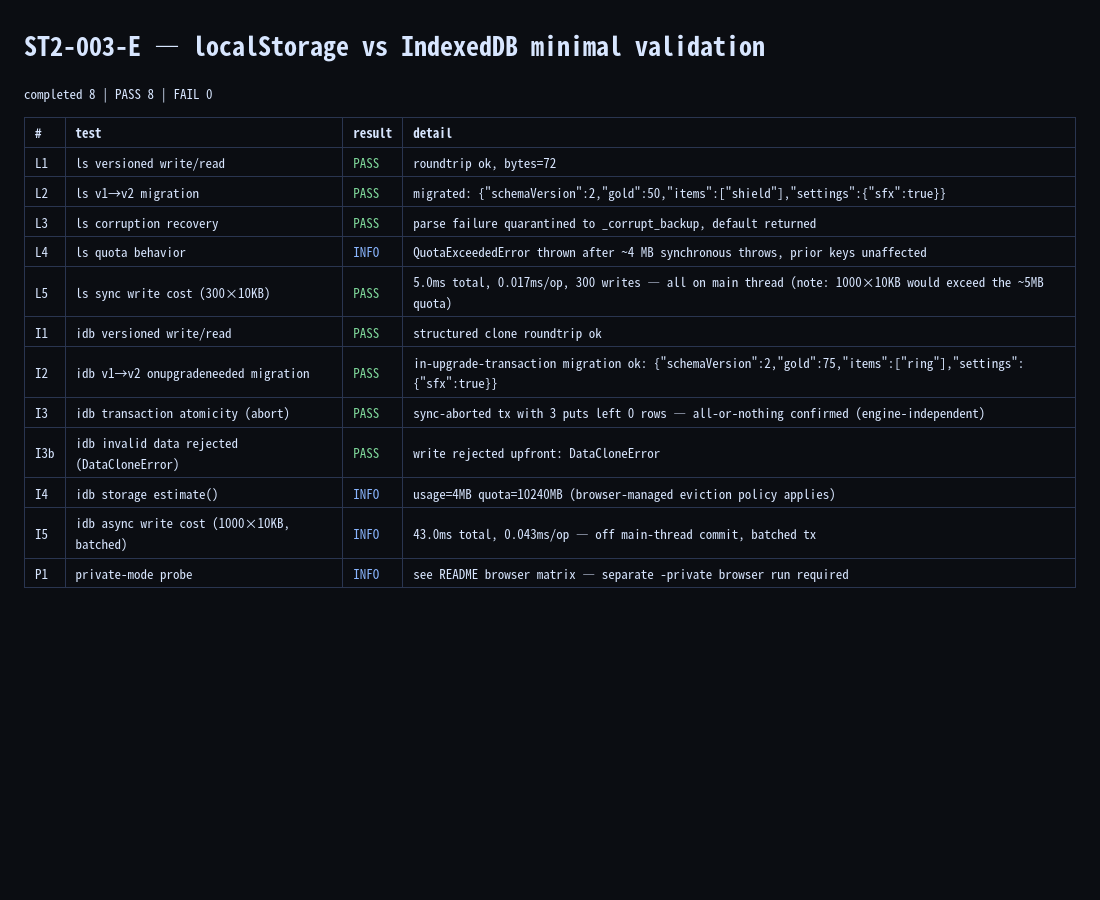 ST2-003-E — localStorage vs IndexedDB minimal validation
completed 8 | PASS 8 | FAIL 0
# test result detail
L1 ls versioned write/read PASS roundtrip ok, bytes=72
L2 ls v1→v2 migration PASS migrated: {"schemaVersion":2,"gold":50,"items":["shield"],"settings":{"sfx":true}}
L3 ls corruption recovery PASS parse failure quarantined to _corrupt_backup, default returned
L4 ls quota behavior INFO QuotaExceededError thrown after ~4 MB synchronous throws, prior keys unaffected
L5 ls sync write cost (300×10KB) PASS 5.0ms total, 0.017ms/op, 300 writes — all on main thread (note: 1000×10KB would exceed the ~5MB
quota)
I1 idb versioned write/read PASS structured clone roundtrip ok
I2 idb v1→v2 onupgradeneeded migration PASS in-upgrade-transaction migration ok: {"schemaVersion":2,"gold":75,"items":["ring"],"settings":
{"sfx":true}}
I3 idb transaction atomicity (abort) PASS sync-aborted tx with 3 puts left 0 rows — all-or-nothing confirmed (engine-independent)
I3b idb invalid data rejected
(DataCloneError) PASS write rejected upfront: DataCloneError
I4 idb storage estimate() INFO usage=4MB quota=10240MB (browser-managed eviction policy applies)
I5 idb async write cost (1000×10KB,
batched) INFO 43.0ms total, 0.043ms/op — off main-thread commit, batched tx
P1 private-mode probe INFO see README browser matrix — separate -private browser run required